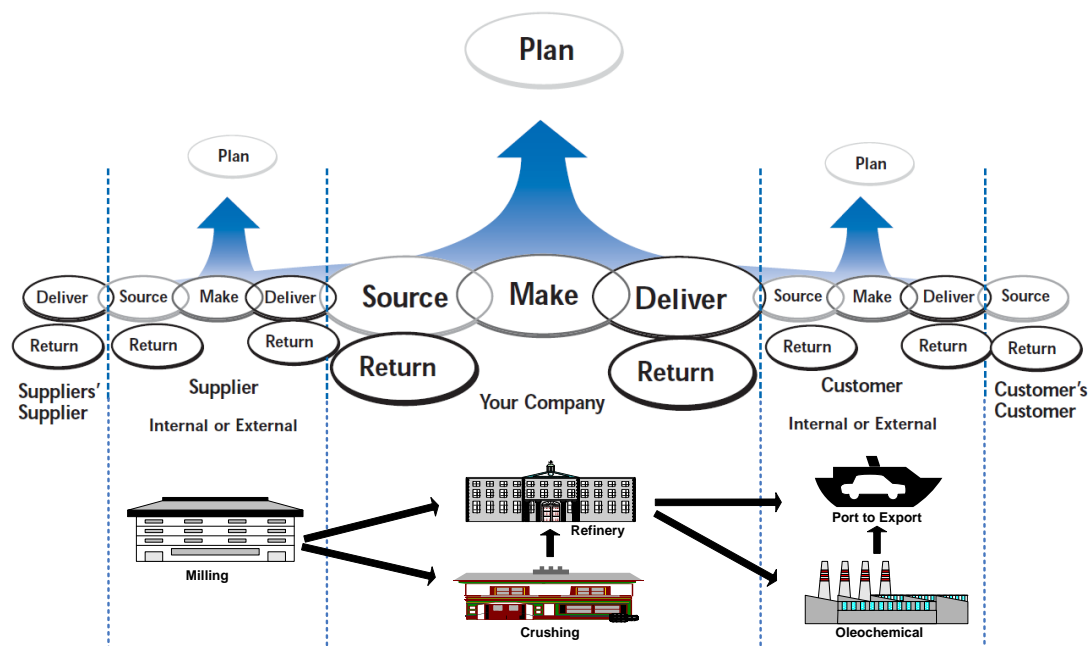 Plan
Plan
Plan
Deliver
Source
Make
Deliver
Source
Make
Deliver
Source
Make
Deliver
Source
Return
Return
Return
Return
Return
Return
Return
Return
Suppliers'
Supplier
Supplier
Internal or External
Your Company
Customer
Internal or External
Customer's
Customer
Milling
Refinery
Crushing
Port to Export
Oleochemical